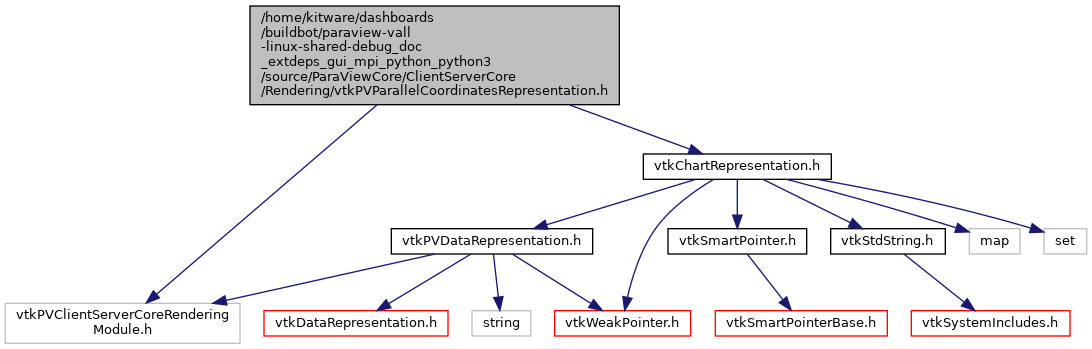 /home/kitware/dashboards
/buildbot/paraview-vall
-linux-shared-debug_doc
_extdeps_gui_mpi_python_python3
/source/ParaViewCore/ClientServerCore
/Rendering/vtkPVParallelCoordinatesRepresentation.h
vtkChartRepresentation.h
vtkPVDataRepresentation.h
vtkSmartPointer.h
vtkStdString.h
map
set
vtkPVClientServerCoreRendering
Module.h
vtkDataRepresentation.h
string
vtkWeakPointer.h
vtkSmartPointerBase.h
vtkSystemIncludes.h